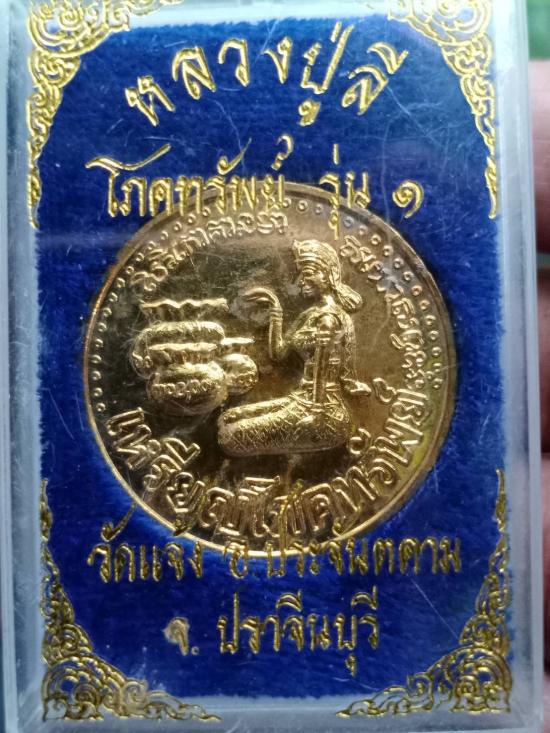 หลวงปู่ลี
โภคทรัพย์ รุ่น ๑
เหรียญโภคทรัพย์
วัดแจ้ง อ.ประจันตคาม
จ. ปราจีนบุรี